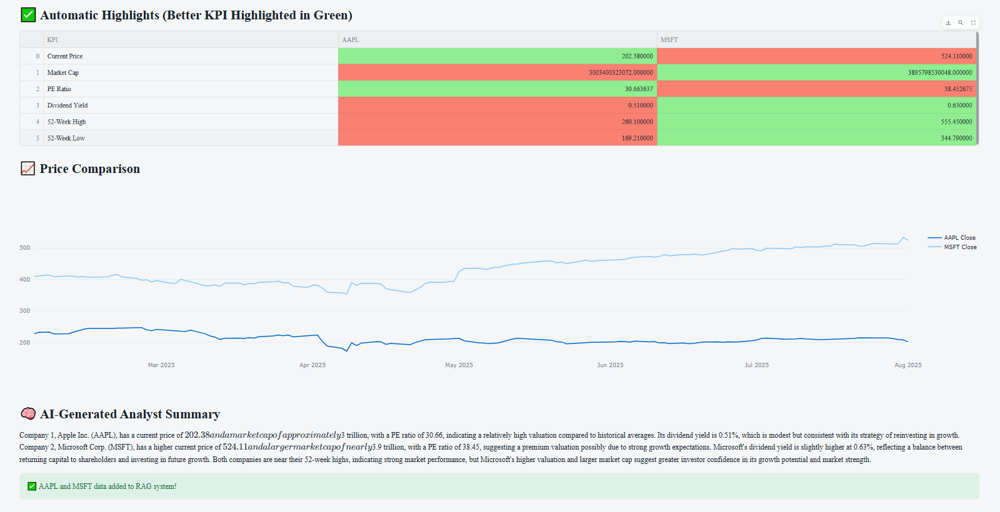 ✅ Automatic Highlights (Better KPI Highlighted in Green)
KPI AAPL MSFT
0 Current Price 202.380000 524.110000
1 Market Cap 3003400323072.000000 3895798530048.000000
2 PE Ratio 30.663637 38.452675
3 Dividend Yield 0.510000 0.630000
4 52-Week High 260.100000 555.450000
5 52-Week Low 169.210000 344.790000
📈 Price Comparison
500
400
300
200
Mar 2025 Apr 2025 May 2025 Jun 2025 Jul 2025 Aug 2025
AAPL Close
MSFT Close
🧠 AI-Generated Analyst Summary
Company 1, Apple Inc. (AAPL), has a current price of 202.38andamarketcapofapproximately3 trillion, with a PE ratio of 30.66, indicating a relatively high valuation compared to historical averages. Its dividend yield is 0.51%, which is modest but consistent with its strategy of reinvesting in growth.
Company 2, Microsoft Corp. (MSFT), has a higher current price of 524.11andalargermarketcapofnearly3.9 trillion, with a PE ratio of 38.45, suggesting a premium valuation possibly due to strong growth expectations. Microsoft's dividend yield is slightly higher at 0.63%, reflecting a balance between
returning capital to shareholders and investing in future growth. Both companies are near their 52-week highs, indicating strong market performance, but Microsoft's higher valuation and larger market cap suggest greater investor confidence in its growth potential and market strength.
✅ AAPL and MSFT data added to RAG system!